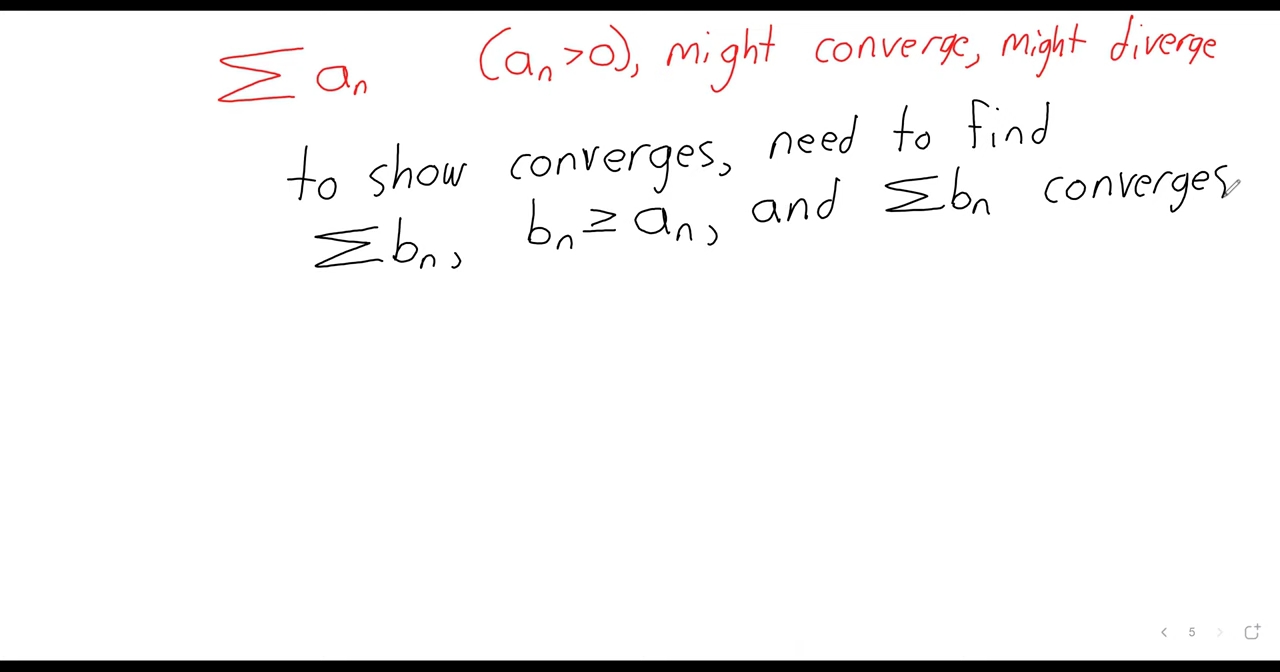 ∑ aₙ (aₙ > 0), might converge, might diverge
to show converges, need to find
∑bₙ, bₙ ≥ aₙ, and ∑bₙ converges
5